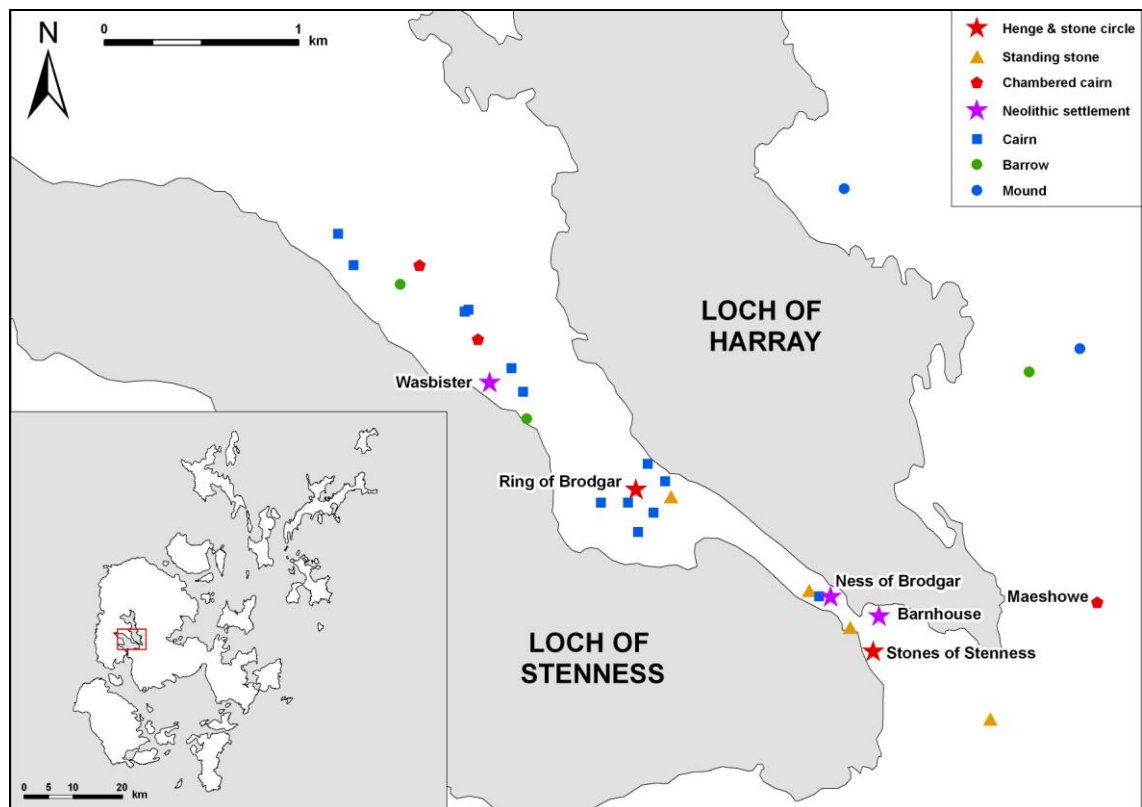 N
0 1
km
Henge & stone circle
Standing stone
Chambered cairn
Neolithic settlement
Cairn
Barrow
Mound
LOCH OF
HARRAY
Wasbister
Ring of Brodgar
Ness of Brodgar
Maeshowe
Barnhouse
LOCH OF
STENNESS
Stones of Stenness
0 5 10 20
km